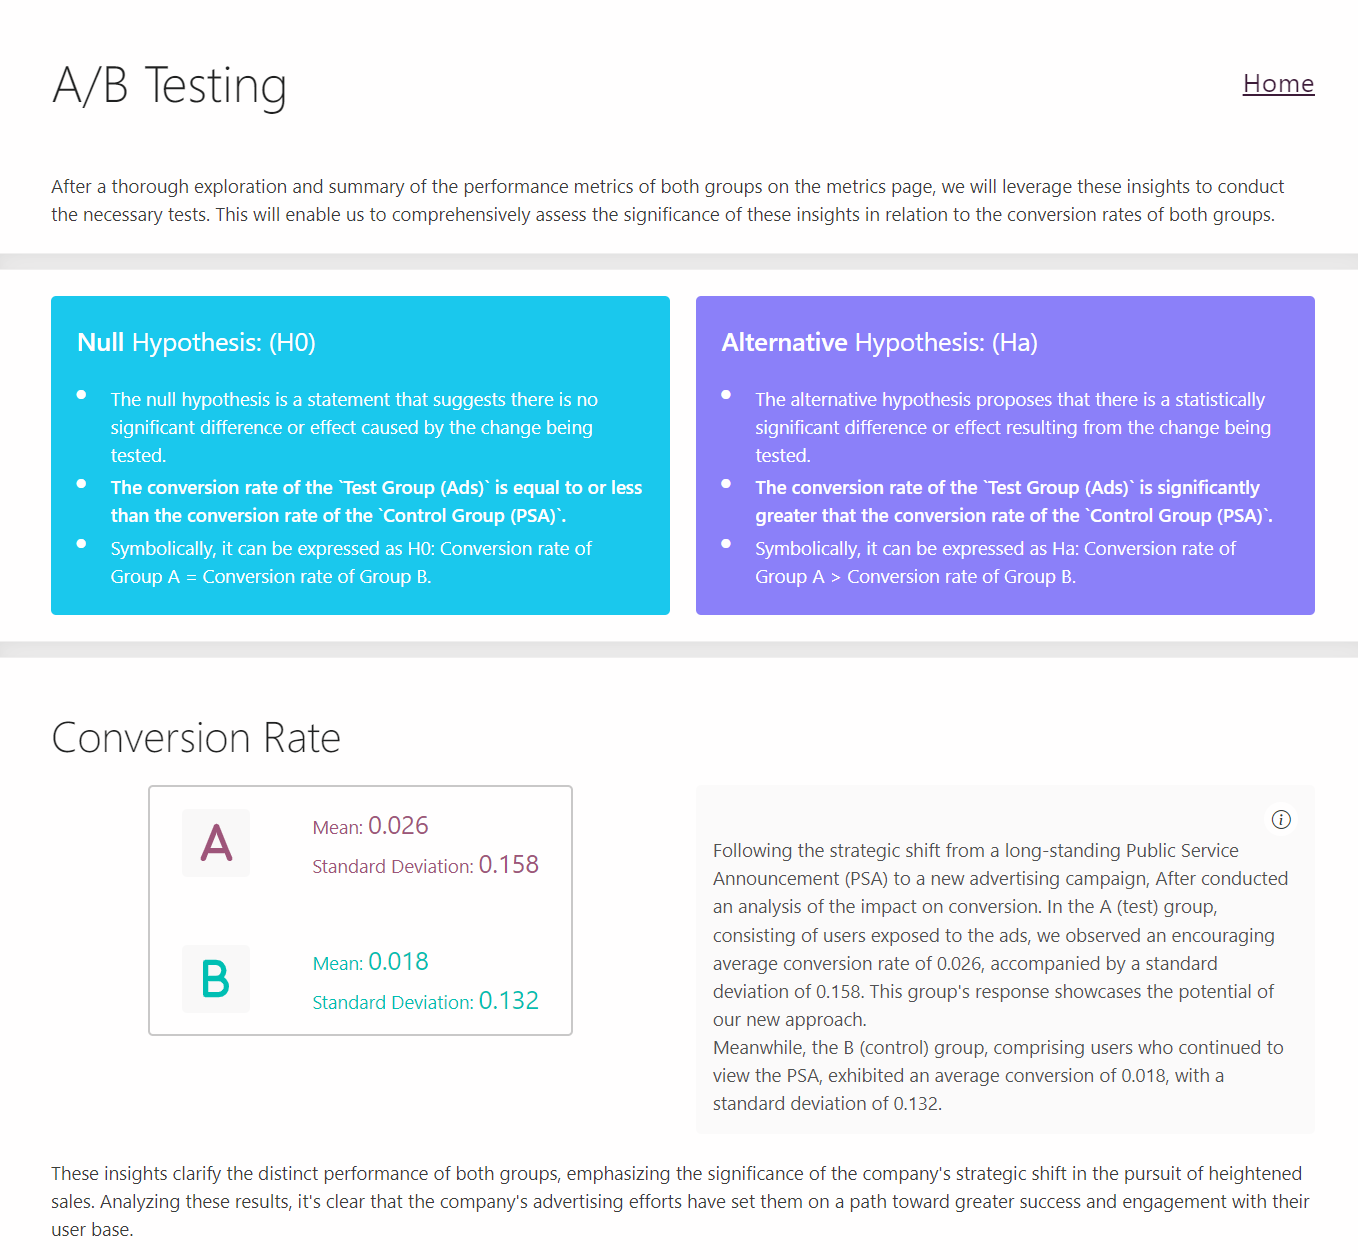 A/B Testing
Home
After a thorough exploration and summary of the performance metrics of both groups on the metrics page, we will leverage these insights to conduct
the necessary tests. This will enable us to comprehensively assess the significance of these insights in relation to the conversion rates of both groups.
Null Hypothesis: (H0)
The null hypothesis is a statement that suggests there is no
significant difference or effect caused by the change being
tested.
The conversion rate of the `Test Group (Ads)` is equal to or less
than the conversion rate of the `Control Group (PSA)`.
Symbolically, it can be expressed as H0: Conversion rate of
Group A = Conversion rate of Group B.
Alternative Hypothesis: (Ha)
The alternative hypothesis proposes that there is a statistically
significant difference or effect resulting from the change being
tested.
The conversion rate of the `Test Group (Ads)` is significantly
greater that the conversion rate of the `Control Group (PSA)`.
Symbolically, it can be expressed as Ha: Conversion rate of
Group A > Conversion rate of Group B.
Conversion Rate
A
Mean: 0.026
Standard Deviation: 0.158
B
Mean: 0.018
Standard Deviation: 0.132
Following the strategic shift from a long-standing Public Service
Announcement (PSA) to a new advertising campaign, After conducted
an analysis of the impact on conversion. In the A (test) group,
consisting of users exposed to the ads, we observed an encouraging
average conversion rate of 0.026, accompanied by a standard
deviation of 0.158. This group's response showcases the potential of
our new approach.
Meanwhile, the B (control) group, comprising users who continued to
view the PSA, exhibited an average conversion of 0.018, with a
standard deviation of 0.132.
These insights clarify the distinct performance of both groups, emphasizing the significance of the company's strategic shift in the pursuit of heightened
sales. Analyzing these results, it's clear that the company's advertising efforts have set them on a path toward greater success and engagement with their
user base.